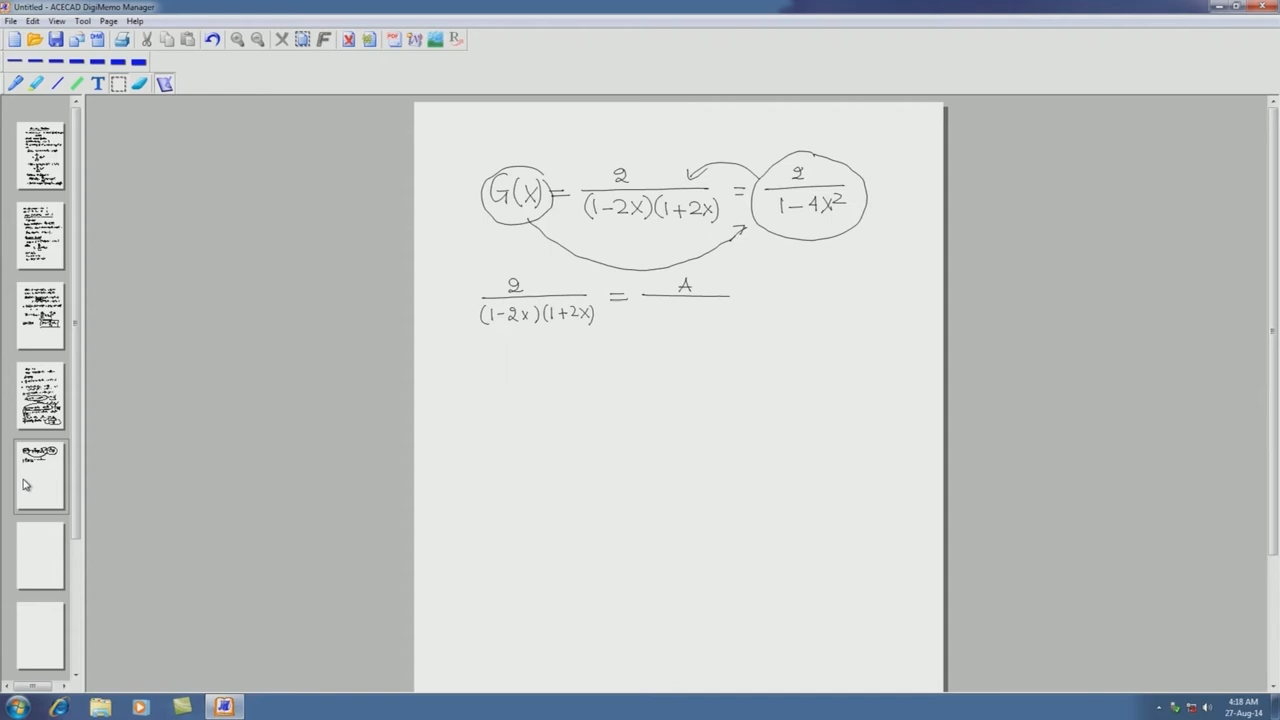 Untitled - ACECAD DigiMemo Manager
File Edit View Tool Page Help
G(X) = 2 / (1-2X)(1+2X) = 2 / 1-4X²
2 / (1-2x)(1+2x) = A
4:18 AM
27-Aug-14